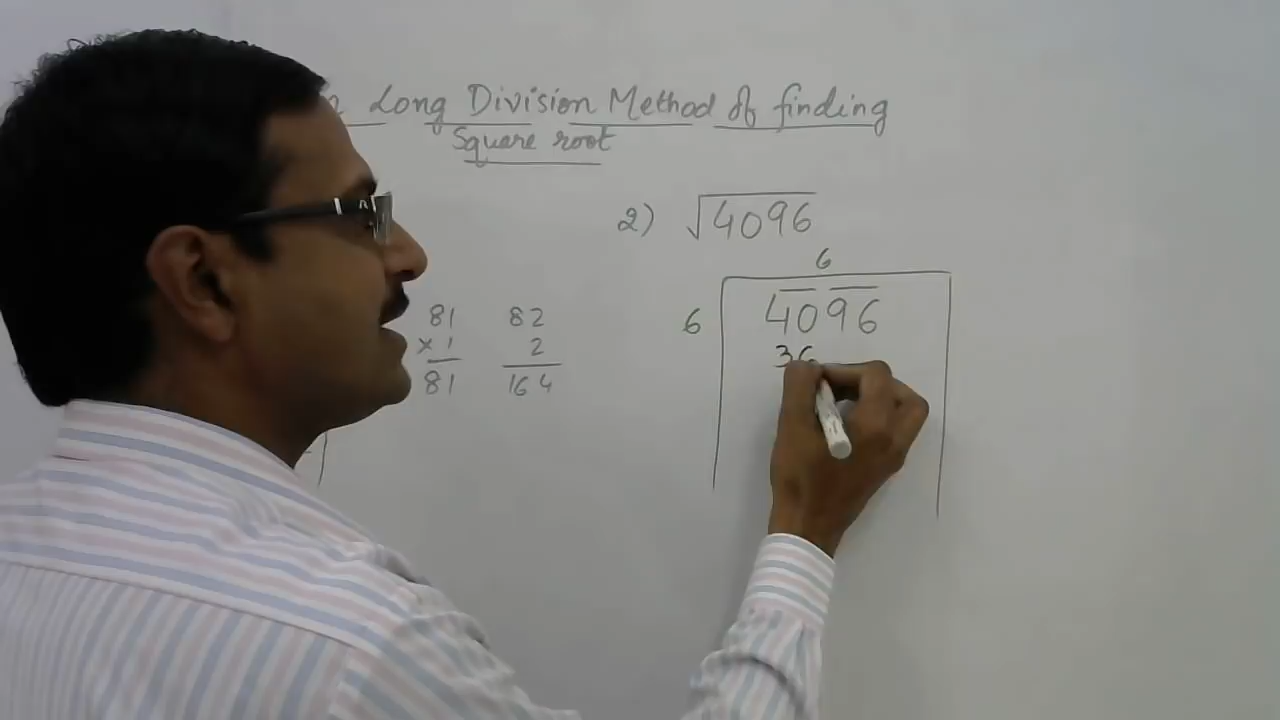 Long Division Method of finding
Square root
2) √4096
6
6 4096
36
81 82
× 1 2
81 164